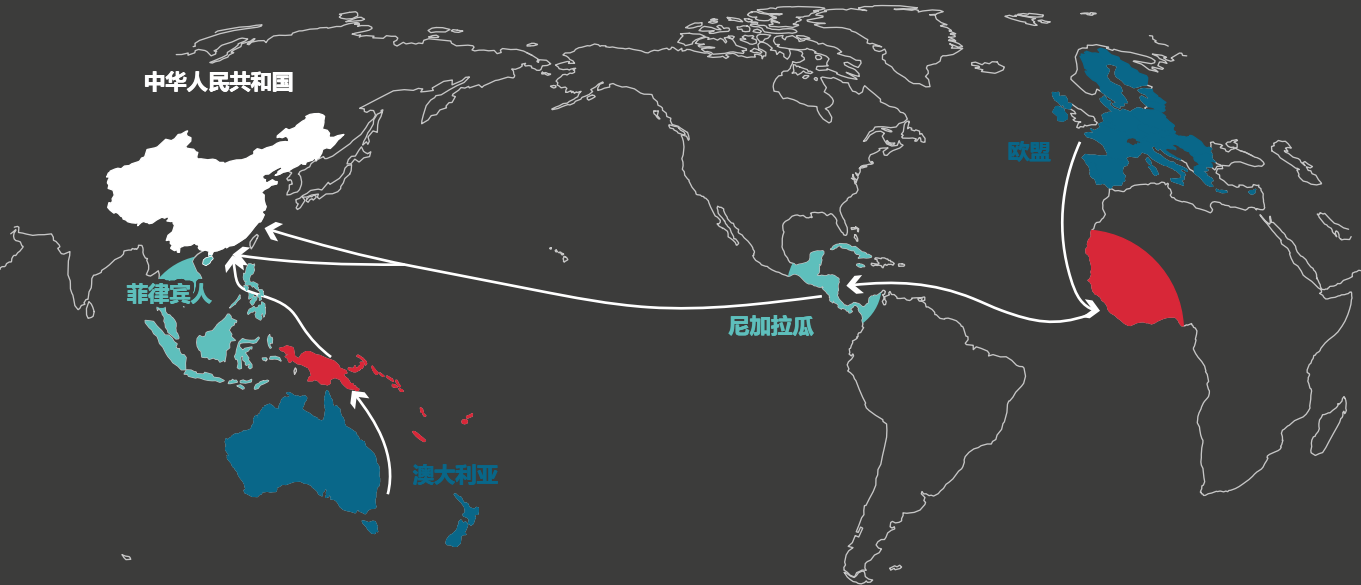 中华人民共和国
欧盟
菲律宾人
尼加拉瓜
澳大利亚